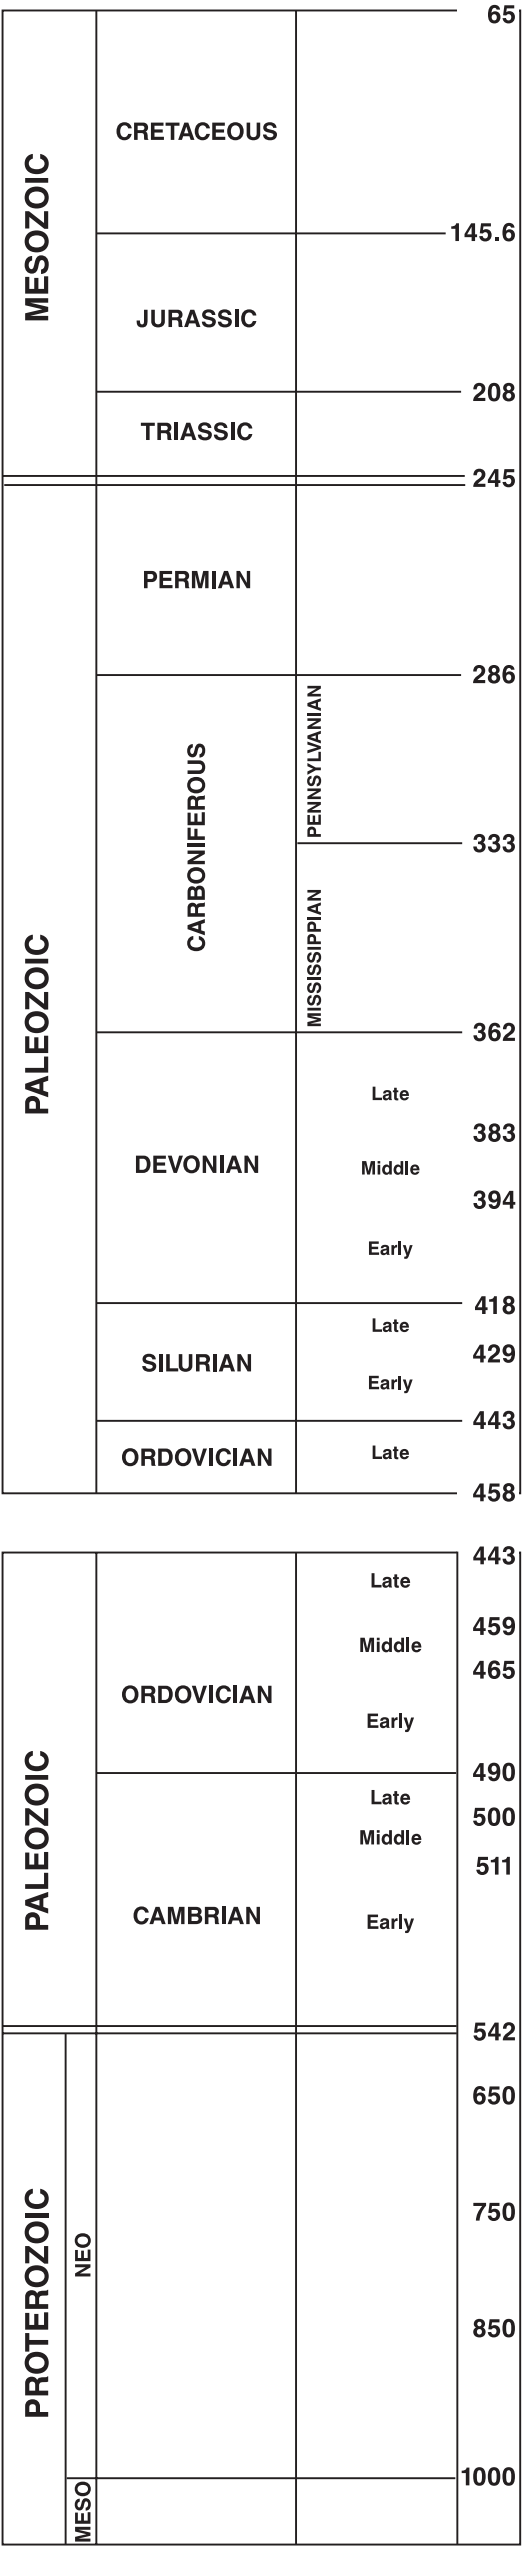 65
CRETACEOUS
MESOZOIC
145.6
JURASSIC
208
TRIASSIC
245
PERMIAN
286
PENNSYLVANIAN
CARBONIFEROUS
333
MISSISSIPPIAN
PALEOZOIC
362
Late
383
DEVONIAN
Middle
394
Early
418
Late
429
SILURIAN
Early
443
ORDOVICIAN
Late
458
443
Late
459
Middle
465
ORDOVICIAN
Early
490
Late
500
PALEOZOIC
Middle
511
CAMBRIAN
Early
542
650
750
PROTEROZOIC
NEO
850
1000
MESO